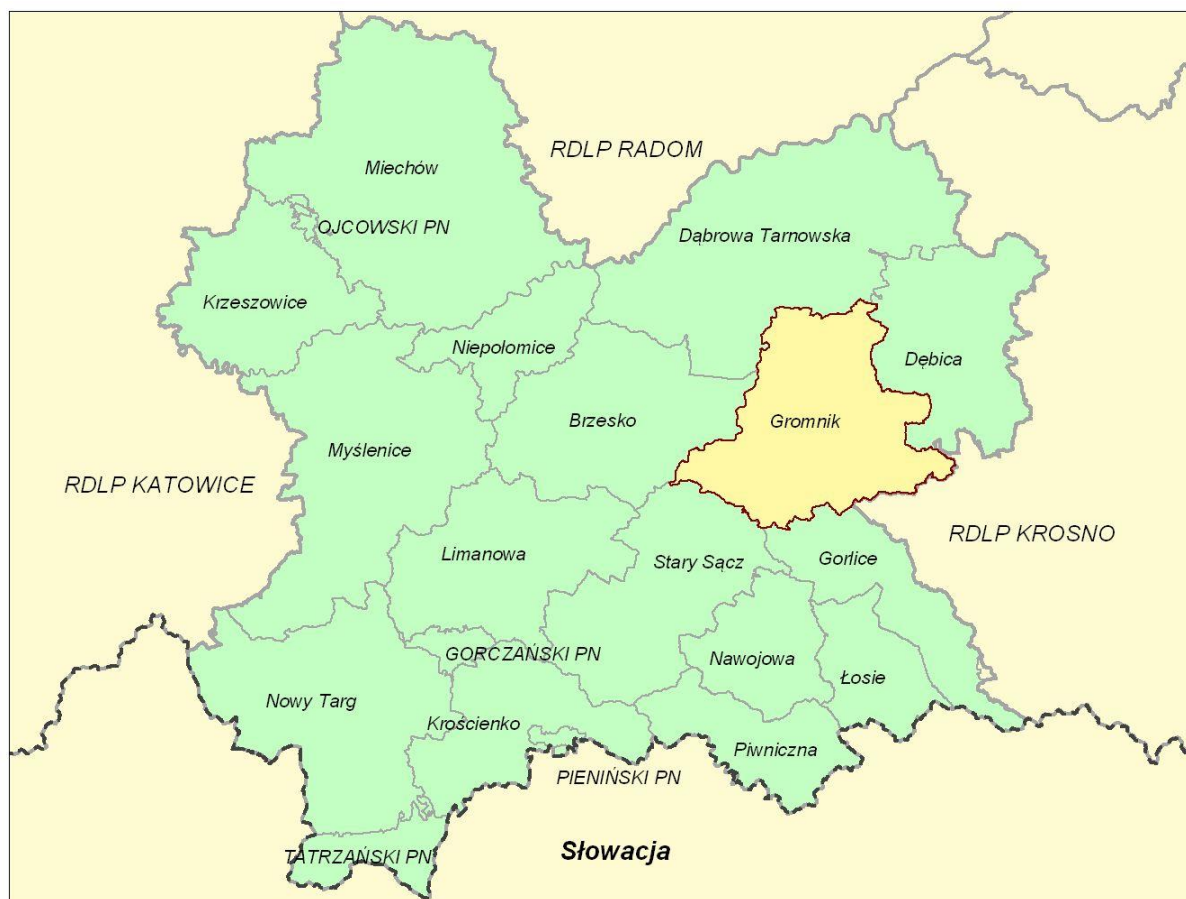 RDLP RADOM
Miechów
OJCOWSKI PN
Dąbrowa Tarnowska
Krzeszowice
Niepołomice
Dębica
Brzesko
Gromnik
Myślenice
RDLP KATOWICE
RDLP KROSNO
Limanowa
Stary Sącz
Gorlice
GORCZAŃSKI PN
Nawojowa
Łosie
Nowy Targ
Krościenko
Piwniczna
PIENIŃSKI PN
TATRZAŃSKI PN
Słowacja